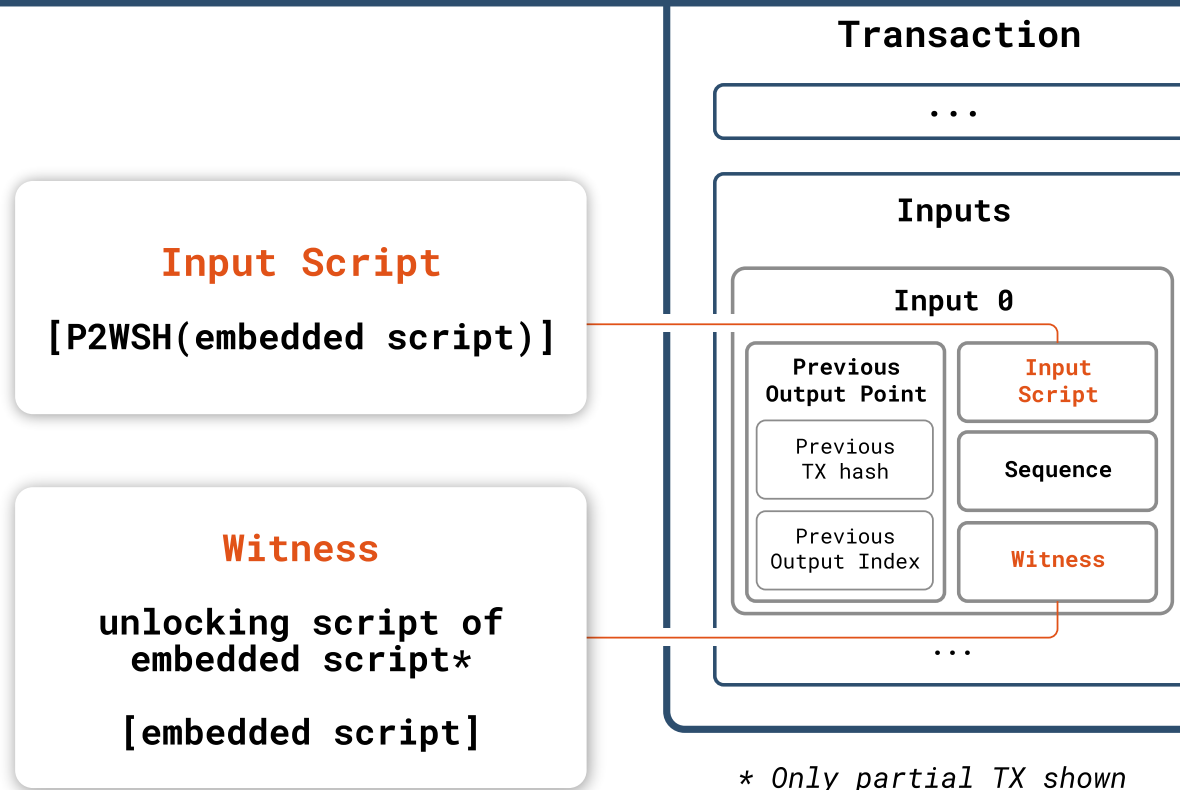 Transaction
...
Input Script
[P2WSH(embedded script)]
Witness
unlocking script of
embedded script*
[embedded script]
Inputs
Input 0
Previous
Output Point
Previous
TX hash
Previous
Output Index
Input
Script
Sequence
Witness
...
* Only partial TX shown